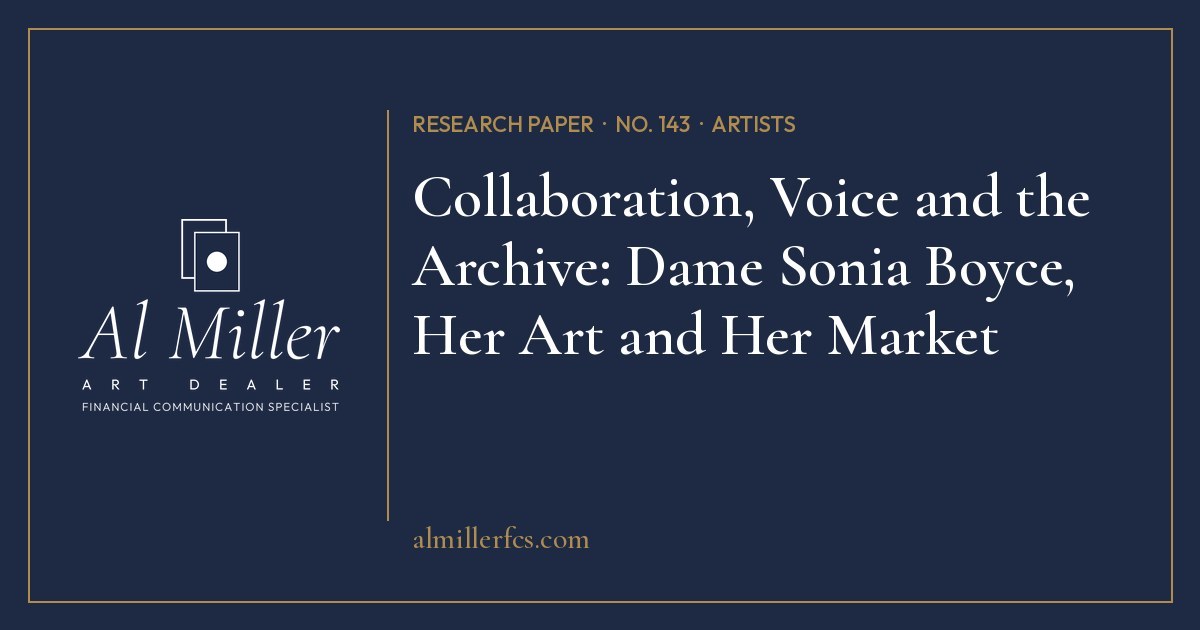 Al Miller
ART DEALER
FINANCIAL COMMUNICATION SPECIALIST
RESEARCH PAPER · NO. 143 · ARTISTS
Collaboration, Voice and the
Archive: Dame Sonia Boyce,
Her Art and Her Market
almillerfcs.com